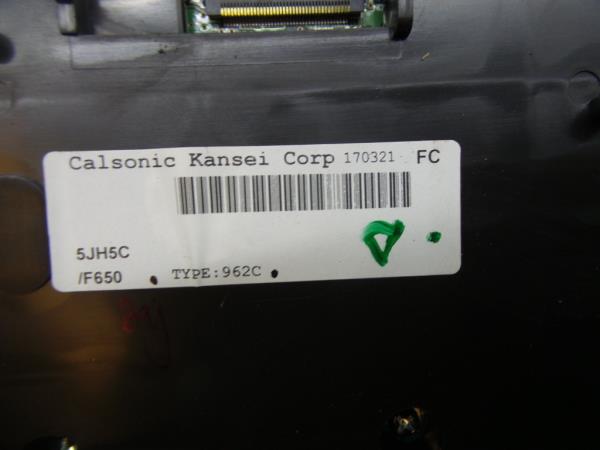 Calsonic Kansei Corp 170321 FC
5JH5C
/F650
TYPE:962C